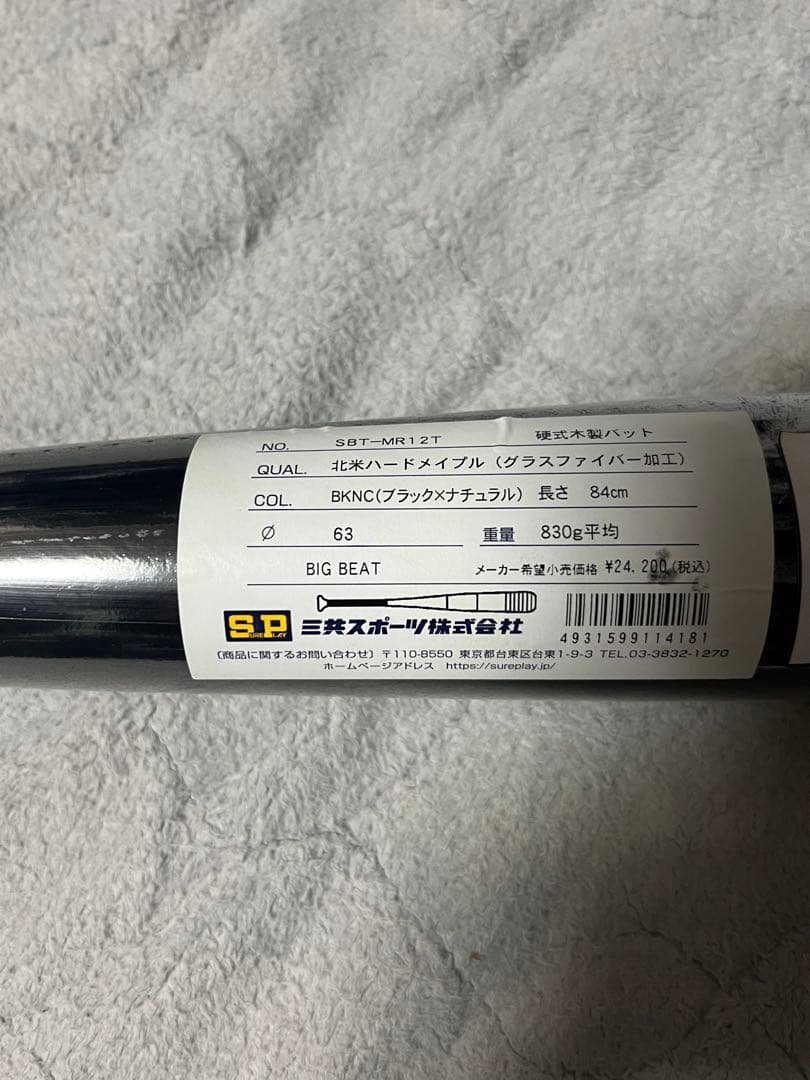 NO. SBT-MR12T 硬式木製バット
QUAL. 北米ハードメイプル（グラスファイバー加工）
COL. BKNC(ブラック×ナチュラル) 長さ 84cm
∅ 63 重量 830g平均
BIG BEAT メーカー希望小売価格 ¥24,200(税込)
SP SUREPLAY 三共スポーツ株式会社
4931599114181
〔商品に関するお問い合わせ〕〒110-8550 東京都台東区台東1-9-3 TEL.03-3832-1270
ホームページアドレス https://sureplay.jp/